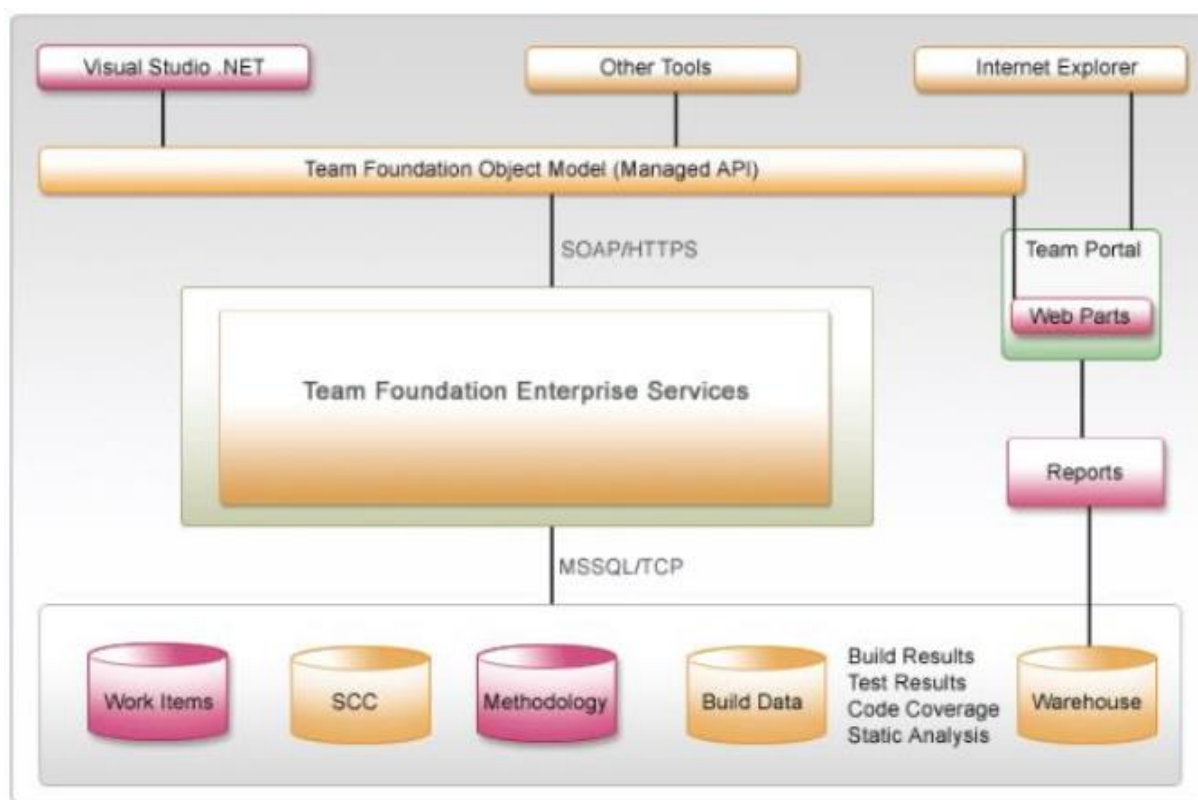 Visual Studio .NET
Other Tools
Internet Explorer
Team Foundation Object Model (Managed API)
SOAP/HTTPS
Team Portal
Web Parts
Team Foundation Enterprise Services
Reports
MSSQL/TCP
Work Items
SCC
Methodology
Build Data
Build Results
Test Results
Code Coverage
Static Analysis
Warehouse